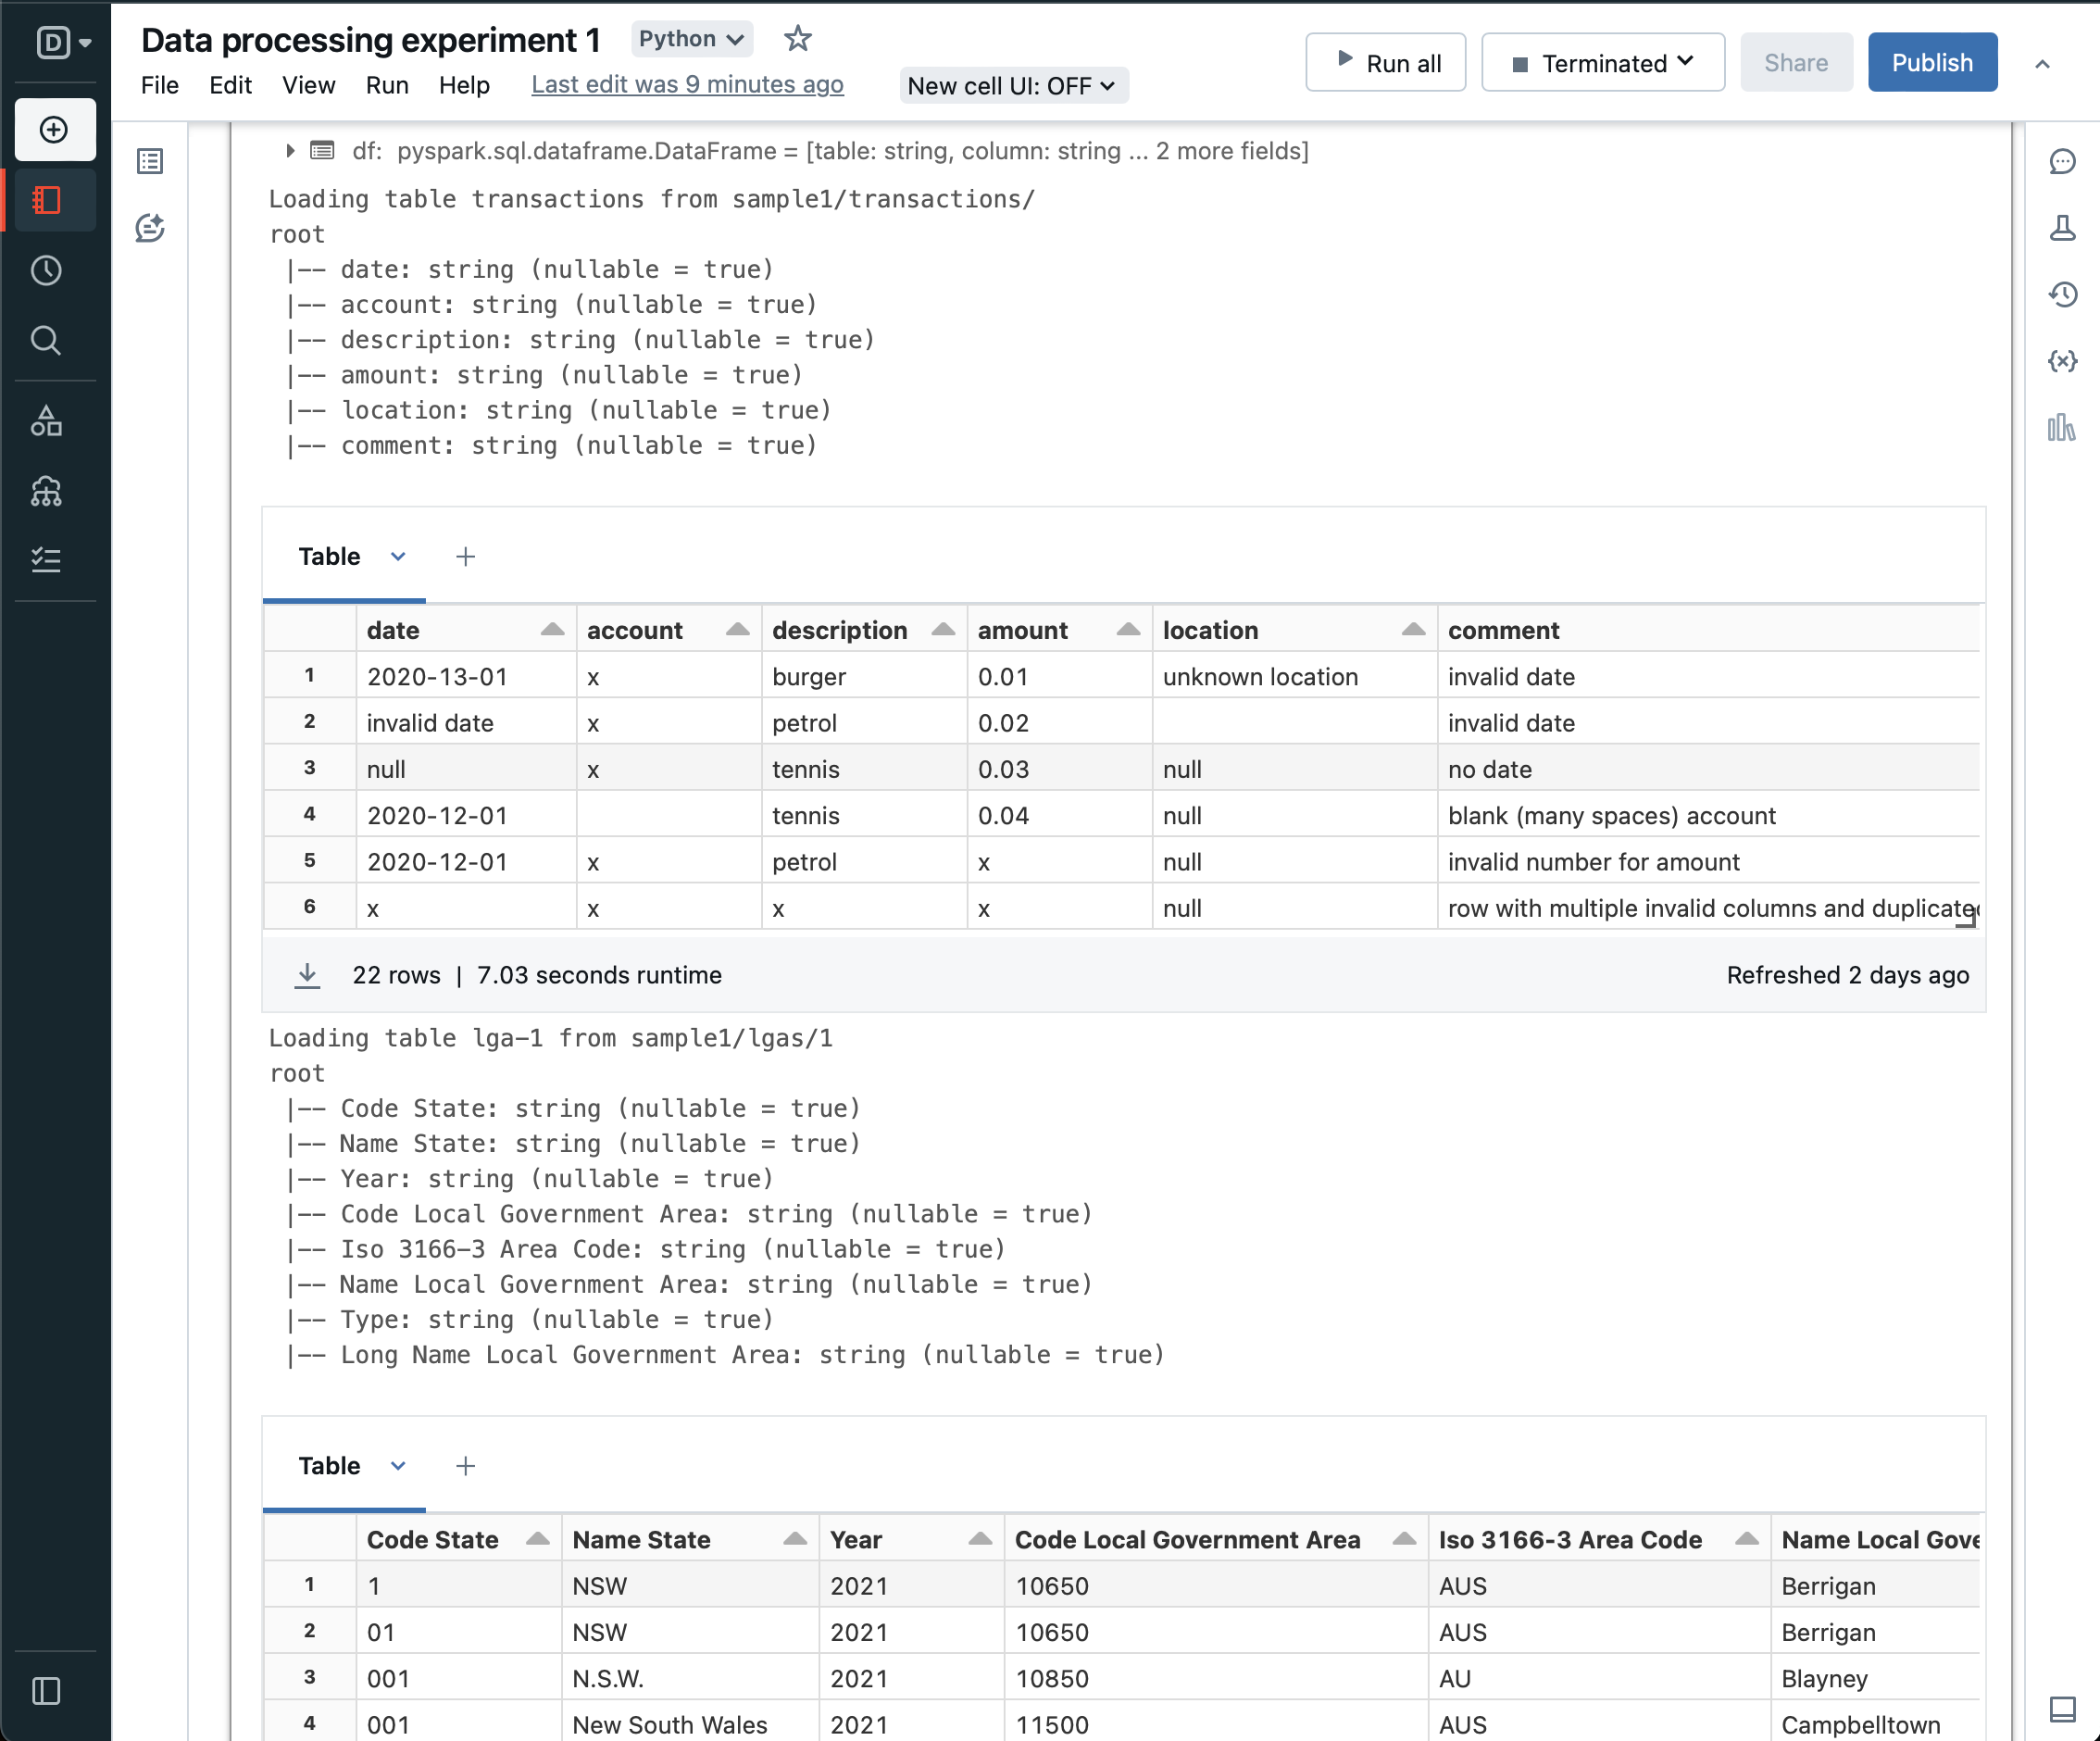 D
Data processing experiment 1 Python
File Edit View Run Help Last edit was 9 minutes ago New cell UI: OFF
Run all Terminated Share Publish
df: pyspark.sql.dataframe.DataFrame = [table: string, column: string ... 2 more fields]
Loading table transactions from sample1/transactions/
root
|-- date: string (nullable = true)
|-- account: string (nullable = true)
|-- description: string (nullable = true)
|-- amount: string (nullable = true)
|-- location: string (nullable = true)
|-- comment: string (nullable = true)
Table +
date account description amount location comment
1 2020-13-01 x burger 0.01 unknown location invalid date
2 invalid date x petrol 0.02 invalid date
3 null x tennis 0.03 null no date
4 2020-12-01 tennis 0.04 null blank (many spaces) account
5 2020-12-01 x petrol x null invalid number for amount
6 x x x x null row with multiple invalid columns and duplicated
22 rows | 7.03 seconds runtime Refreshed 2 days ago
Loading table lga-1 from sample1/lgas/1
root
|-- Code State: string (nullable = true)
|-- Name State: string (nullable = true)
|-- Year: string (nullable = true)
|-- Code Local Government Area: string (nullable = true)
|-- Iso 3166-3 Area Code: string (nullable = true)
|-- Name Local Government Area: string (nullable = true)
|-- Type: string (nullable = true)
|-- Long Name Local Government Area: string (nullable = true)
Table +
Code State Name State Year Code Local Government Area Iso 3166-3 Area Code Name Local Gove
1 1 NSW 2021 10650 AUS Berrigan
2 01 NSW 2021 10650 AUS Berrigan
3 001 N.S.W. 2021 10850 AU Blayney
4 001 New South Wales 2021 11500 AUS Campbelltown